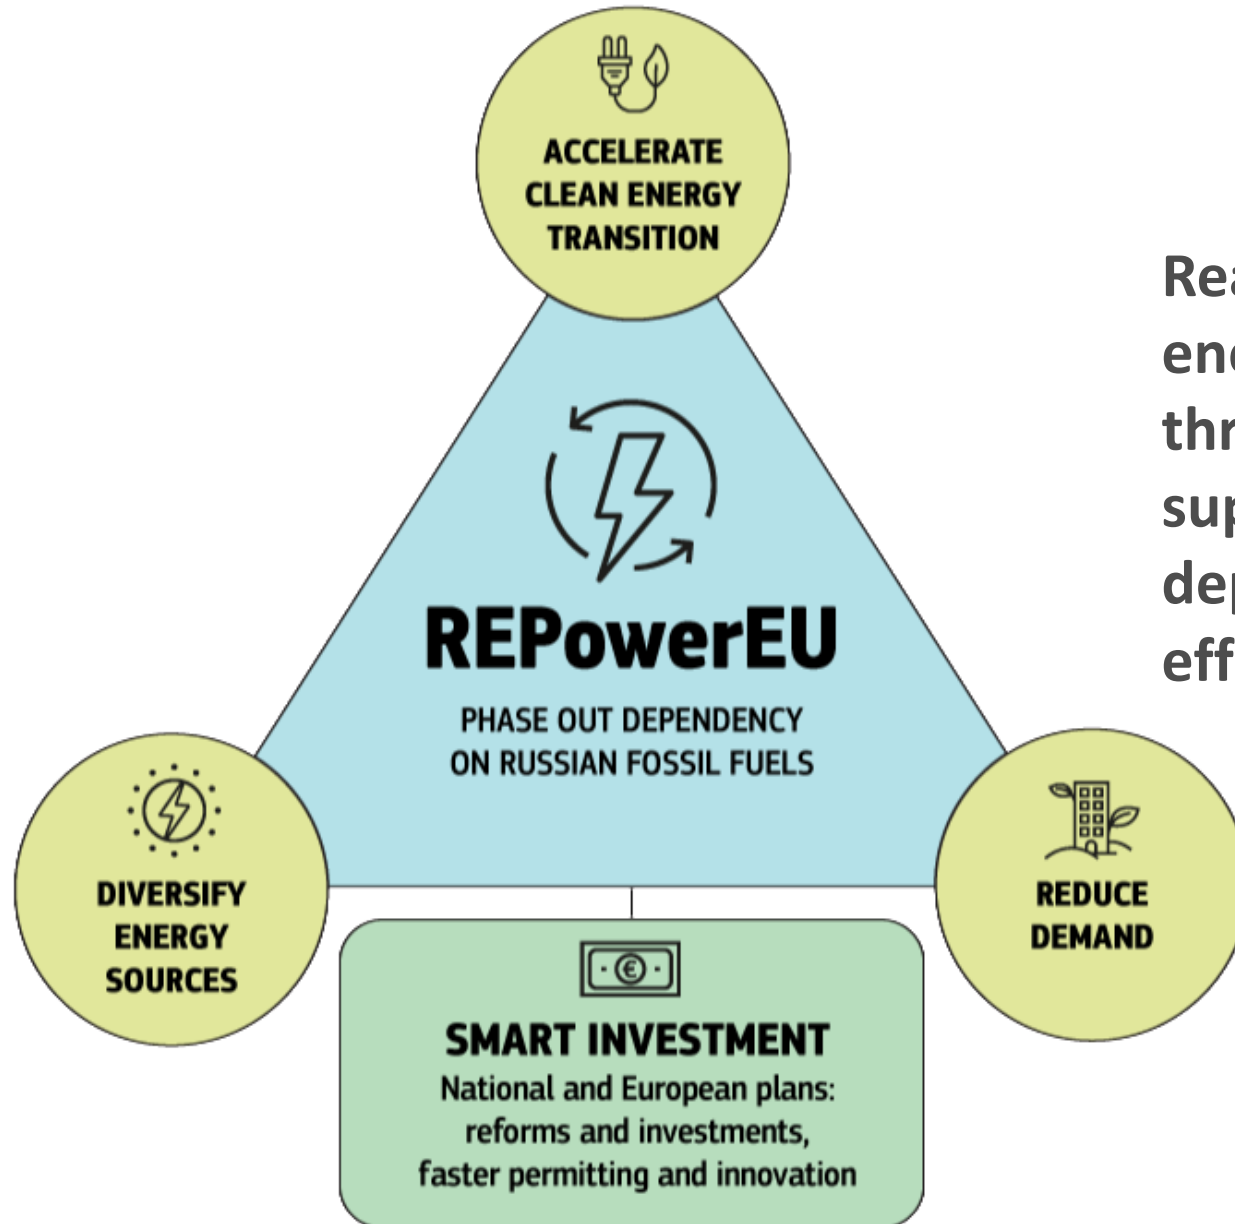 ACCELERATE
CLEAN ENERGY
TRANSITION
REPowerEU
PHASE OUT DEPENDENCY
ON RUSSIAN FOSSIL FUELS
DIVERSIFY
ENERGY
SOURCES
REDUCE
DEMAND
€
SMART INVESTMENT
National and European plans:
reforms and investments,
faster permitting and innovation